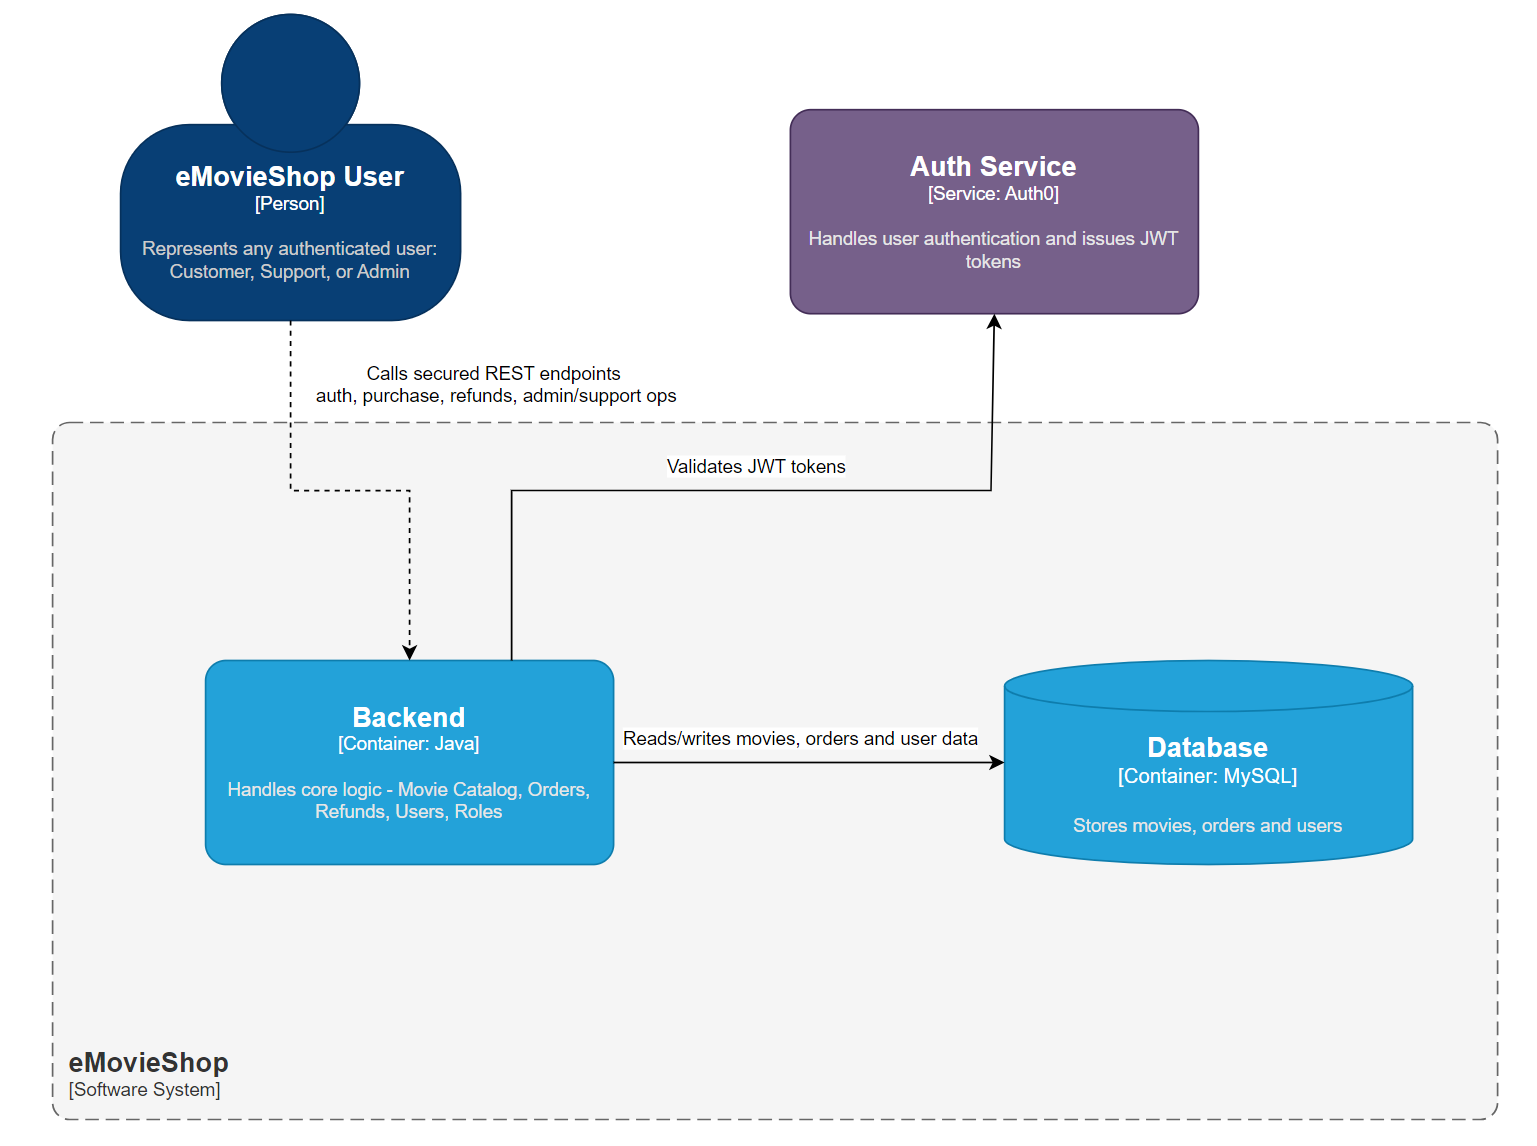 eMovieShop User
[Person]
Represents any authenticated user:
Customer, Support, or Admin
Auth Service
[Service: Auth0]
Handles user authentication and issues JWT
tokens
Calls secured REST endpoints
auth, purchase, refunds, admin/support ops
Validates JWT tokens
Backend
[Container: Java]
Handles core logic - Movie Catalog, Orders,
Refunds, Users, Roles
Reads/writes movies, orders and user data
Database
[Container: MySQL]
Stores movies, orders and users
eMovieShop
[Software System]